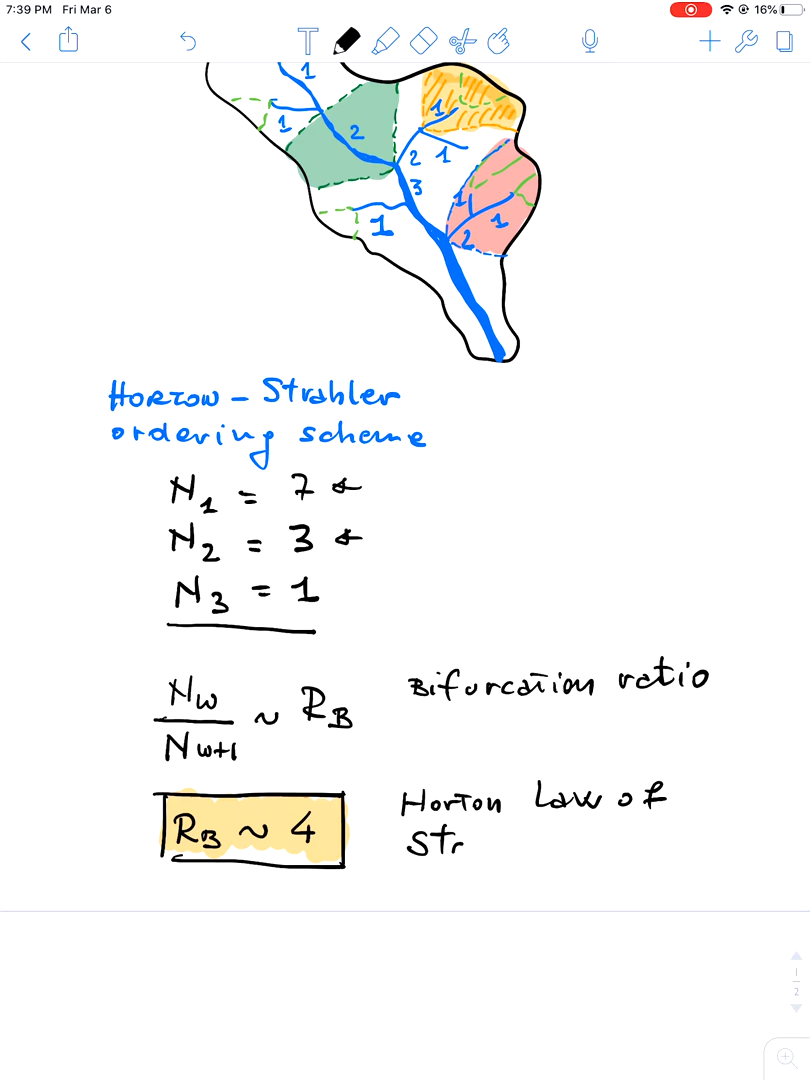 7:39 PM Fri Mar 6
16%
T
1
1
2
1
2
1
3
1
1
1
2
Horton - Strahler
ordering scheme
N1 = 7 ←
N2 = 3 ←
N3 = 1
Nw
Nw+1
~ RB
Bifurcation ratio
RB ~ 4
Horton Law of
Str
1
2